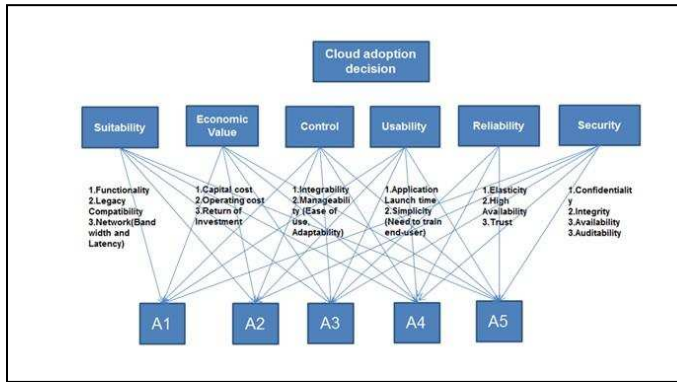 Cloud adoption
decision
Suitability
Economic
Value
Control
Usability
Reliability
Security
1.Functionality
2.Legacy
Compatibility
3.Network(Band
width and
Latency)
1.Capital cost
2.Operating cost
3.Return of
Investment
1.Integrability
2.Manageabili
ty (Ease of
use,
Adaptability)
1.Application
Launch time
2.Simplicity
(Need to train
end-user)
1.Elasticity
2.High
Availability
3.Trust
1.Confidentialit
y
2.Integrity
3.Availability
3.Auditability
A1
A2
A3
A4
A5